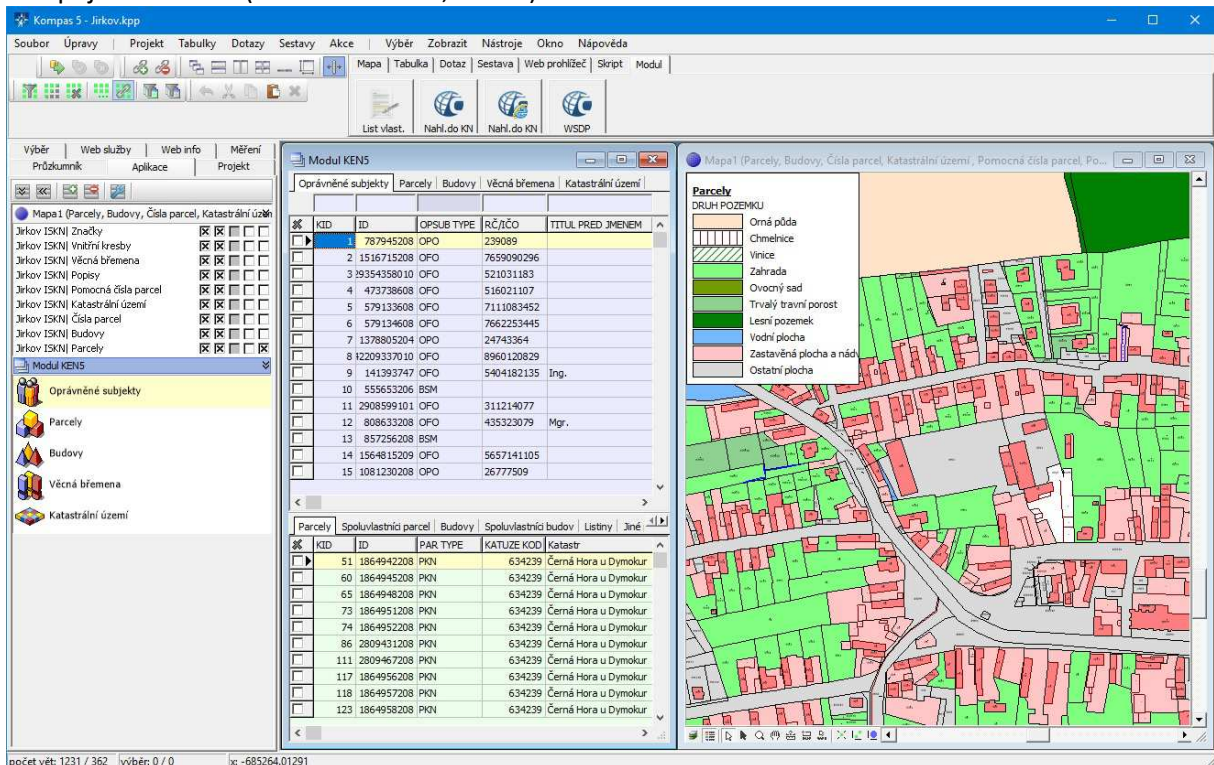 Kompas 5 - Jirkov.kpp
Soubor Úpravy | Projekt Tabulky Dotazy Sestavy Akce | Výběr Zobrazit Nástroje Okno Nápověda
Mapa | Tabulka | Dotaz | Sestava | Web prohlížeč | Skript | Modul
List vlast. Nahl.do KN Nahl.do KN WSDP
Výběr Web služby Web info Měření
Průzkumník Aplikace Projekt
Mapa1 (Parcely, Budovy, Čísla parcel, Katastrální
Jirkov ISKN| Značky
Jirkov ISKN| Vnitřní kresby
Jirkov ISKN| Věcná břemena
Jirkov ISKN| Popisy
Jirkov ISKN| Pomocná čísla parcel
Jirkov ISKN| Katastrální území
Jirkov ISKN| Čísla parcel
Jirkov ISKN| Budovy
Jirkov ISKN| Parcely
Modul KEN5
Oprávněné subjekty
Parcely
Budovy
Věcná břemena
Katastrální území
Modul KEN5
Oprávněné subjekty Parcely Budovy Věcná břemena Katastrální území
KID ID OPSUB TYPE RČ/IČO TITUL PRED JMENEM
1 787945208 OPO 239089
2 1516715208 OFO 7659090296
3 29354358010 OFO 521031183
4 473738608 OFO 516021107
5 579133608 OFO 7111083452
6 579134608 OFO 7662253445
7 1378805204 OPO 24743364
8 OFO 8960120829
9 141393747 OFO 5404182135 Ing.
10 555653206 BSM
11 2908599101 OFO 311214077
12 808633208 OFO 435323079 Mgr.
13 857256208 BSM
14 1564815209 OFO 5657141105
15 1081230208 OPO 26777509
Parcely Spoluvlastníci parcel Budovy Spoluvlastníci budov Listiny Jiné
KID ID PAR TYPE KATUZE KOD Katastr
51 1864942208 PKN 634239 Černá Hora u Dymokur
60 1864945208 PKN 634239 Černá Hora u Dymokur
65 1864948208 PKN 634239 Černá Hora u Dymokur
73 1864951208 PKN 634239 Černá Hora u Dymokur
74 1864952208 PKN 634239 Černá Hora u Dymokur
86 2809431208 PKN 634239 Černá Hora u Dymokur
111 2809467208 PKN 634239 Černá Hora u Dymokur
117 1864956208 PKN 634239 Černá Hora u Dymokur
118 1864957208 PKN 634239 Černá Hora u Dymokur
123 1864958208 PKN 634239 Černá Hora u Dymokur
Mapa1 (Parcely, Budovy, Čísla parcel, Katastrální území, Pomocná čísla parcel, Po...
Parcely
DRUH POZEMKU
Orná půda
Chmelnice
Vinice
Zahrada
Ovocný sad
Trvalý travní porost
Lesní pozemek
Vodní plocha
Zastavěná plocha a nádv
Ostatní plocha
počet vět: 1231 / 362 výběr: 0 / 0 x: -685264.01291